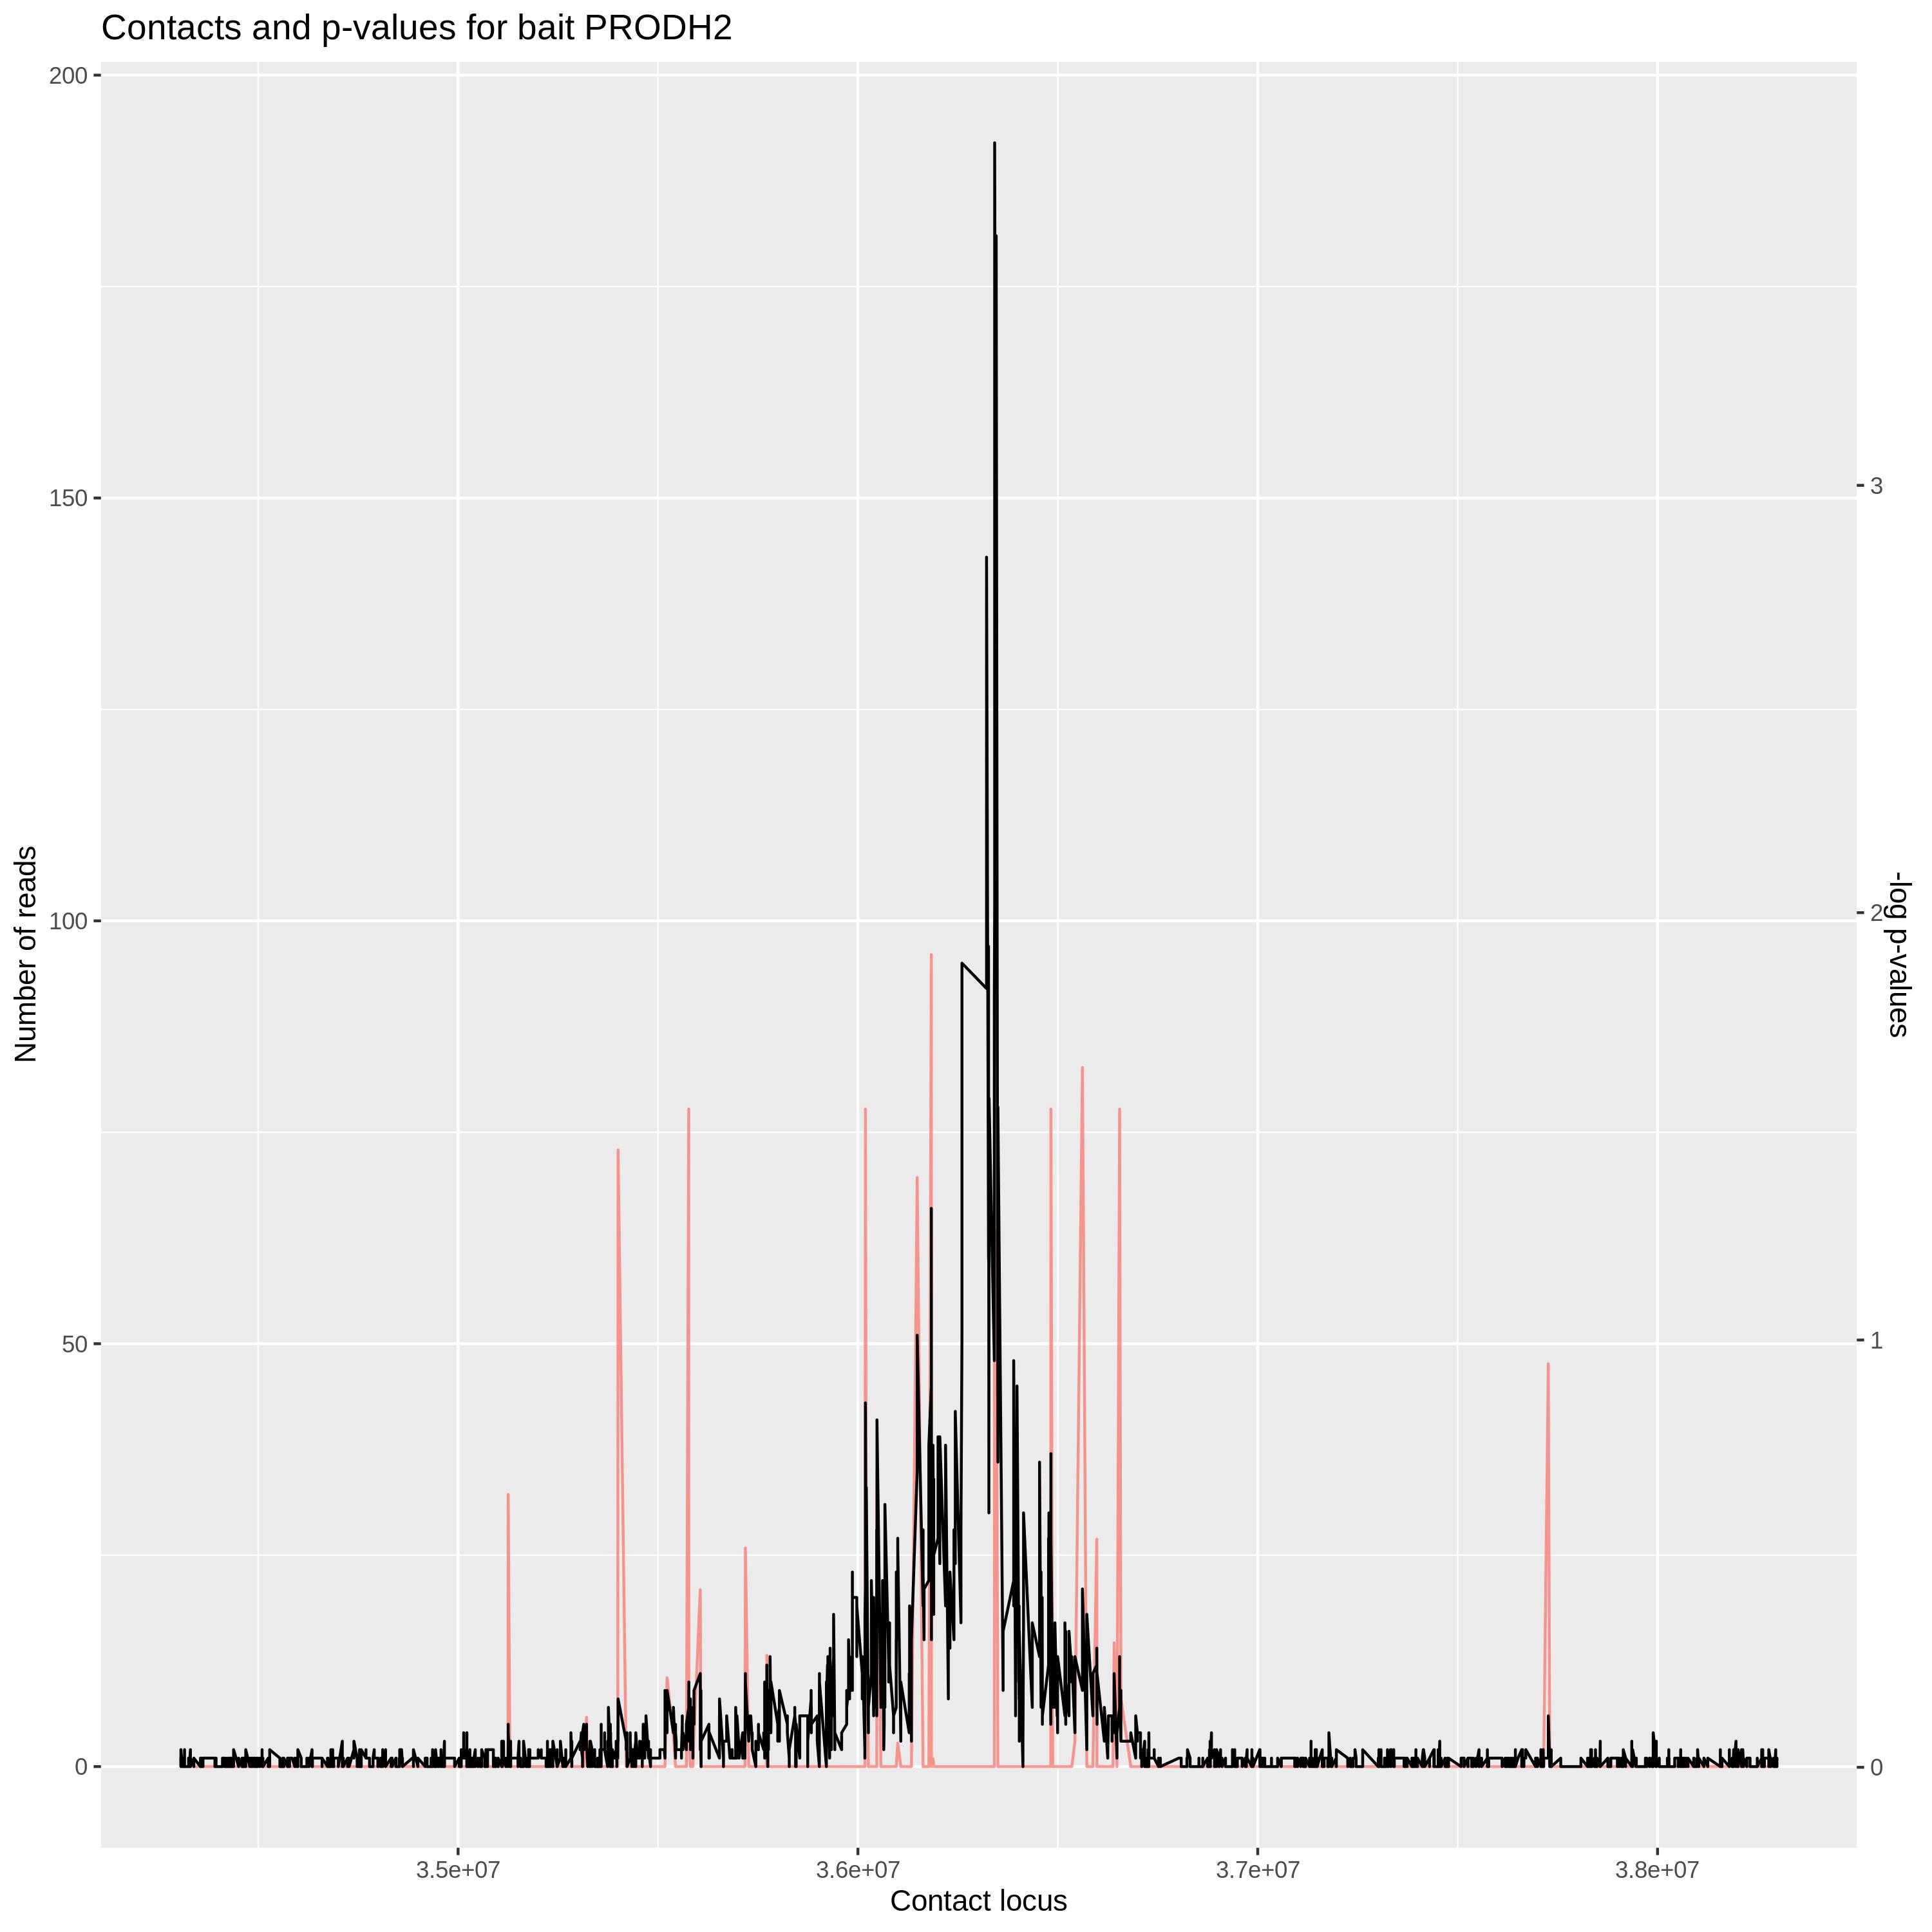 Contacts and p-values for bait PRODH2
200
150
100
50
0
Number of reads
3
2
1
0
-log p-values
3.5e+07 3.6e+07 3.7e+07 3.8e+07
Contact locus